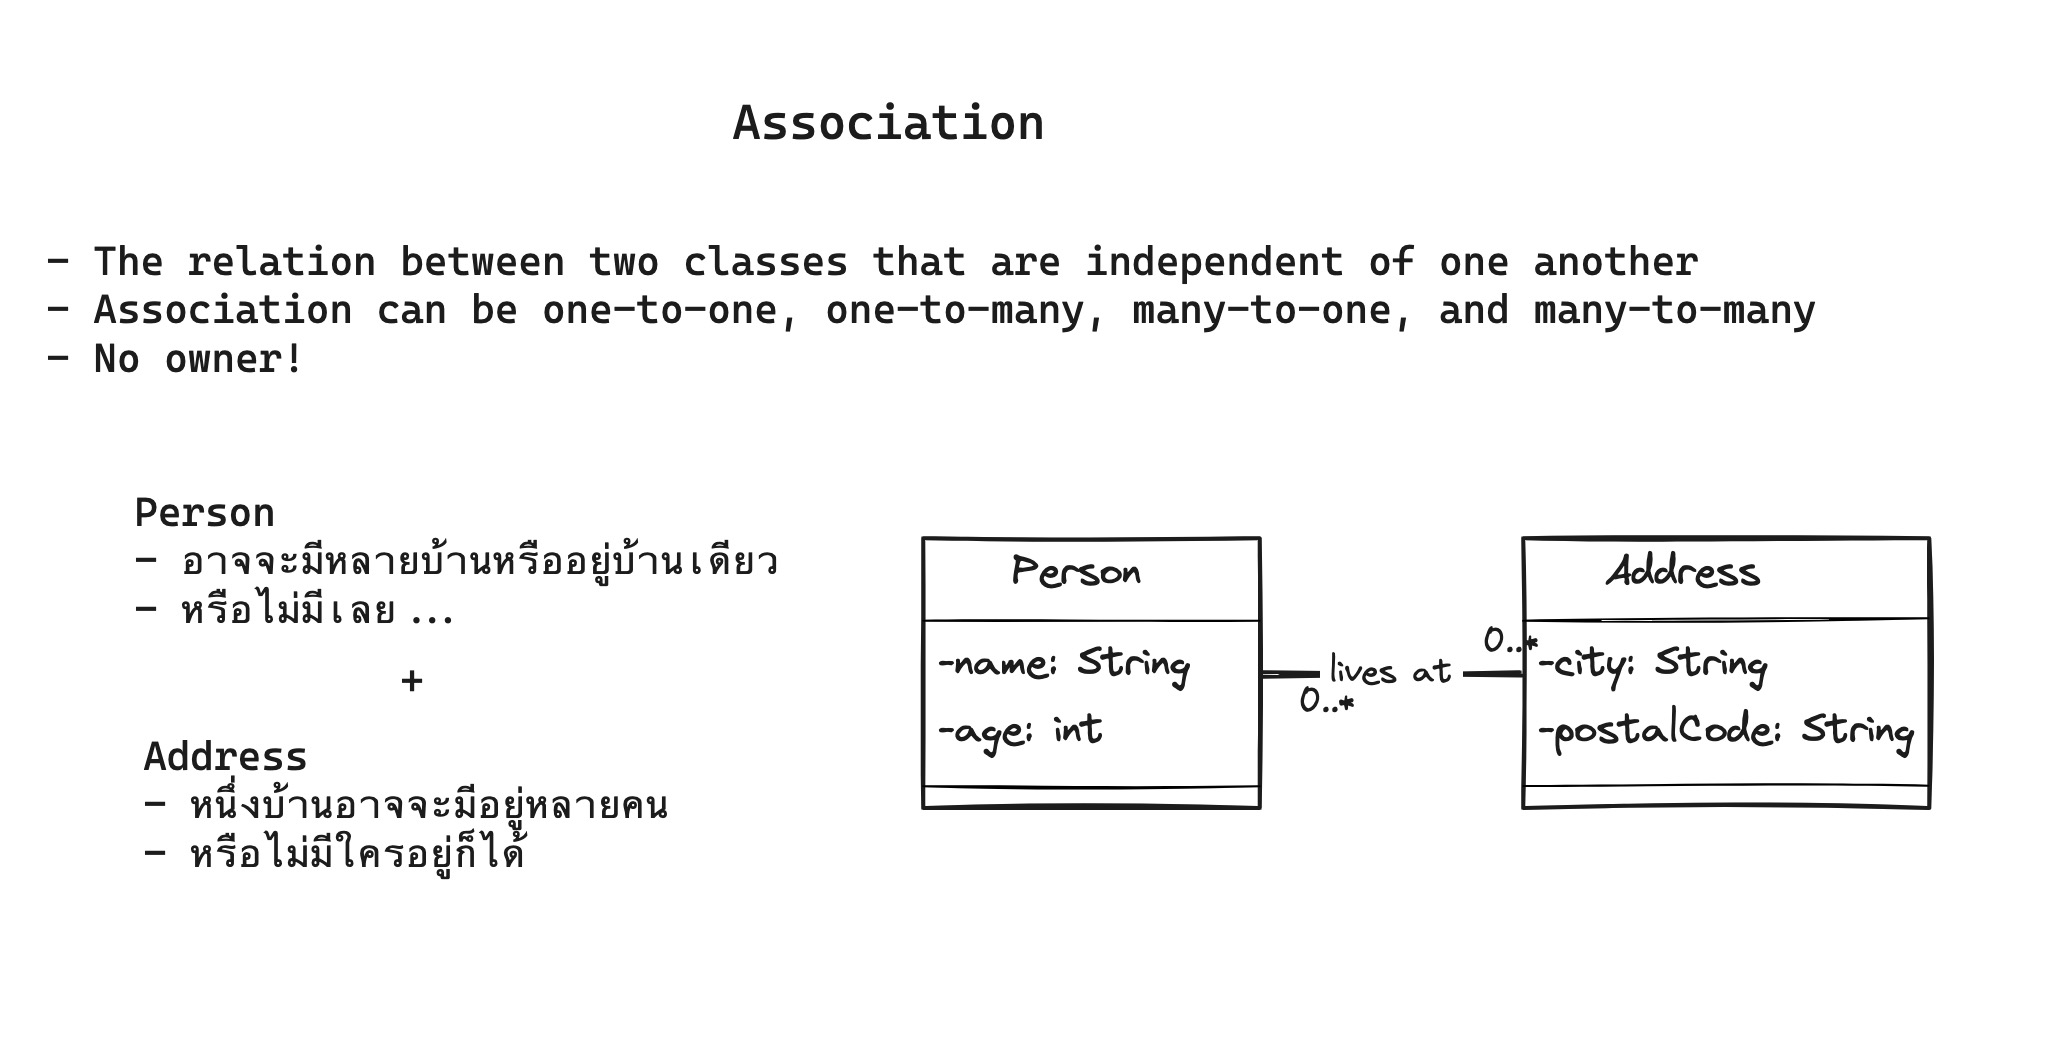 Association
- The relation between two classes that are independent of one another
- Association can be one-to-one, one-to-many, many-to-one, and many-to-many
- No owner!
Person
- อาจจะมีหลายบ้านหรืออยู่บ้านเดียว
- หรือไม่มีเลย ...
+
Address
- หนึ่งบ้านอาจจะมีอยู่หลายคน
- หรือไม่มีใครอยู่ก็ได้
Person
-name: String
-age: int
lives at
0..*
0..*
Address
-city: String
-postalCode: String